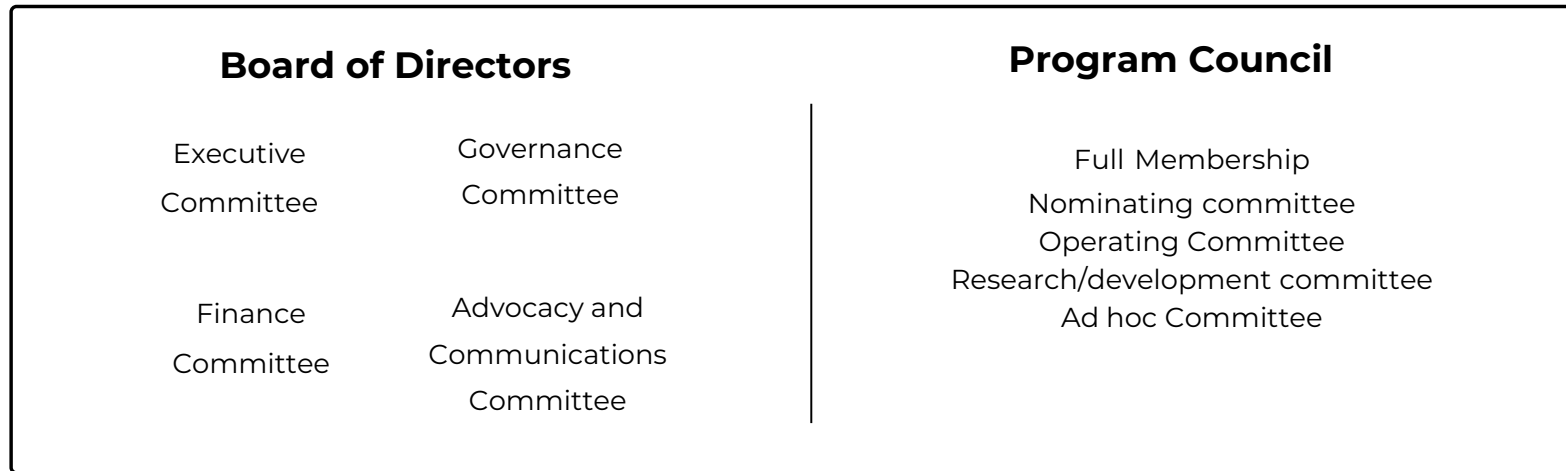 Board of Directors
Executive
Committee
Governance
Committee
Finance
Committee
Advocacy and
Communications
Committee
Program Council
Full Membership
Nominating committee
Operating Committee
Research/development committee
Ad hoc Committee